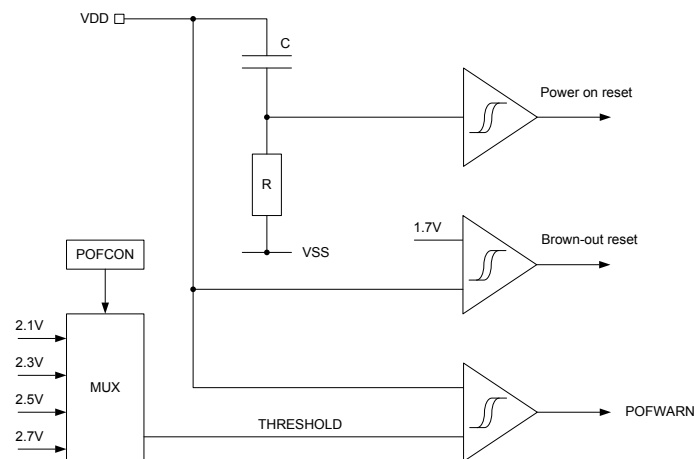 VDD
C
Power on reset
R
1.7V
Brown-out reset
VSS
POFCON
2.1V
2.3V
MUX
2.5V
2.7V
THRESHOLD
POFWARN